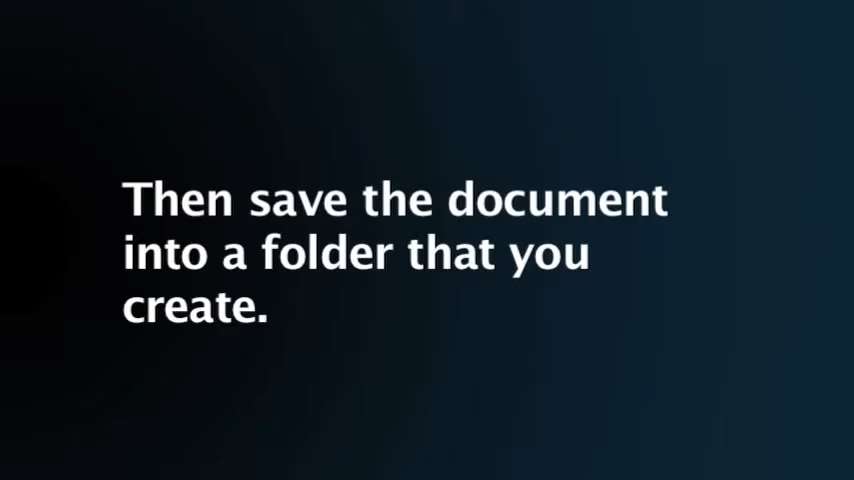 Then save the document
into a folder that you
create.